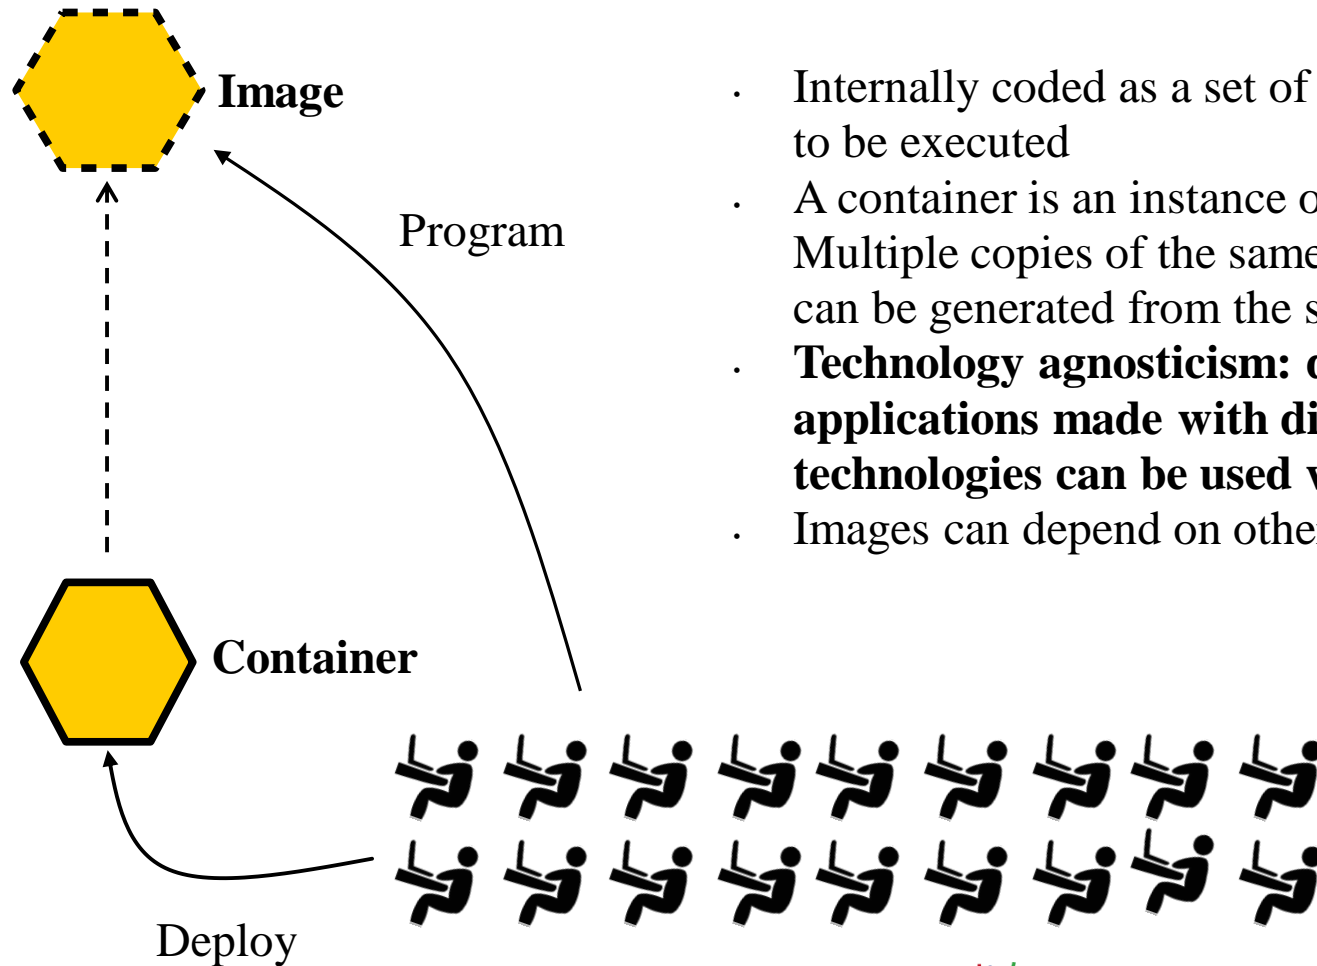 Image
Program
Container
Deploy
· Internally coded as a set of
to be executed
· A container is an instance
Multiple copies of the same
can be generated from the
· Technology agnosticism:
applications made with
technologies can be used
· Images can depend on